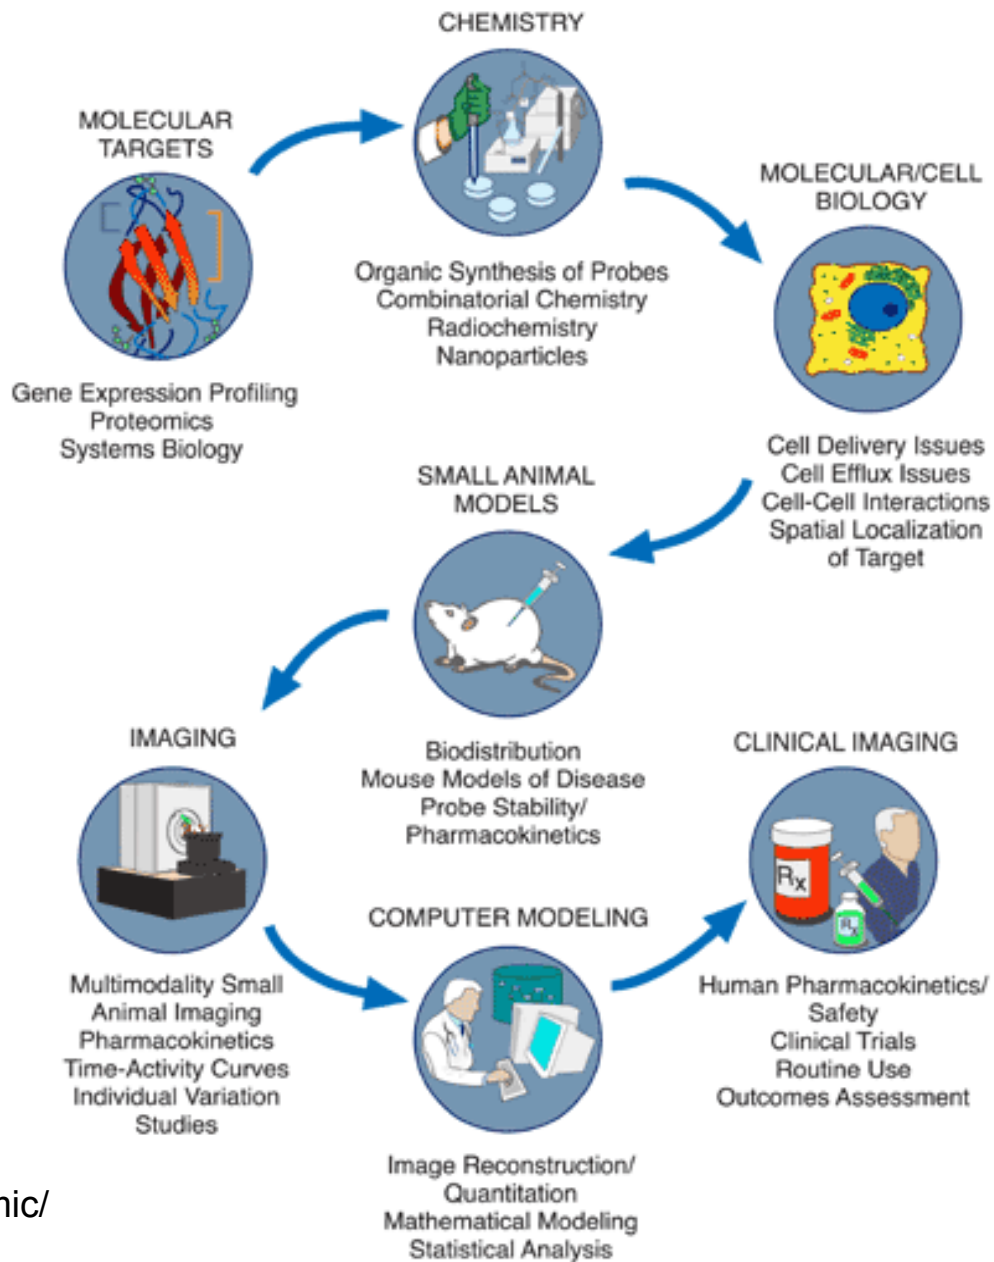 CHEMISTRY
Organic Synthesis of Probes
Combinatorial Chemistry
Radiochemistry
Nanoparticles
MOLECULAR
TARGETS
Gene Expression Profiling
Proteomics
Systems Biology
MOLECULAR/CELL
BIOLOGY
Cell Delivery Issues
Cell Efflux Issues
Cell-Cell Interactions
Spatial Localization
of Target
SMALL ANIMAL
MODELS
Biodistribution
Mouse Models of Disease
Probe Stability/
Pharmacokinetics
IMAGING
Multimodality Small
Animal Imaging
Pharmacokinetics
Time-Activity Curves
Individual Variation
Studies
COMPUTER MODELING
Image Reconstruction/
Quantitation
Mathematical Modeling
Statistical Analysis
CLINICAL IMAGING
Rx
Rx
Human Pharmacokinetics/
Safety
Clinical Trials
Routine Use
Outcomes Assessment
nic/